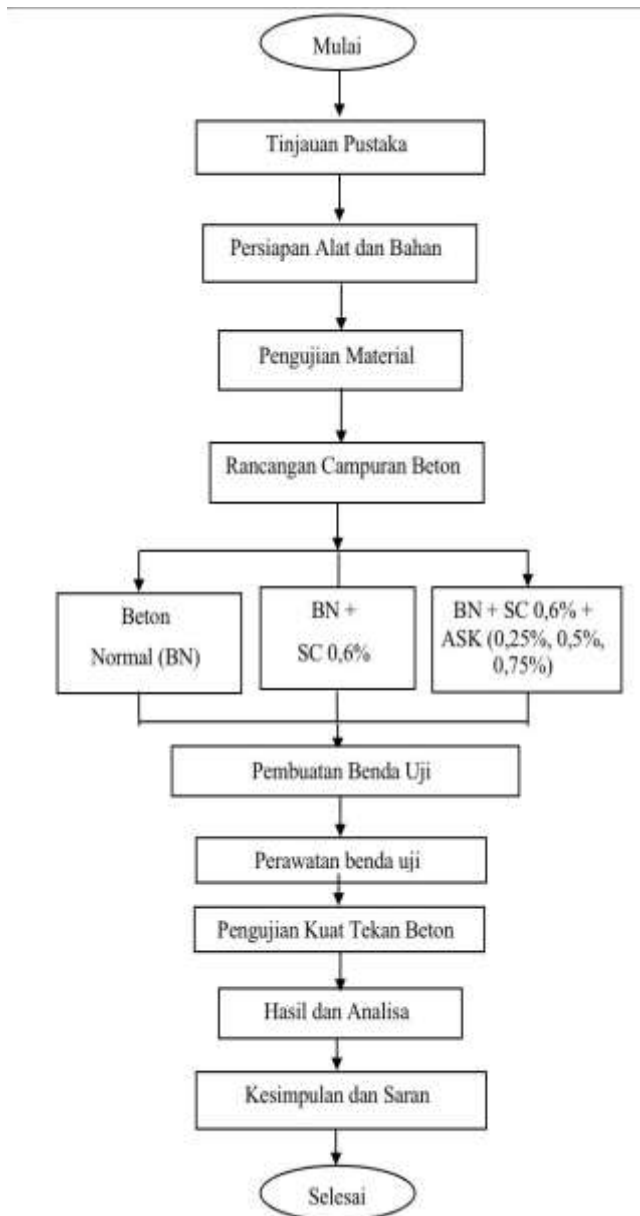 Mulai
Tinjauan Pustaka
Persiapan Alat dan Bahan
Pengujian Material
Rancangan Campuran Beton
Beton
Normal (BN)
BN +
SC 0,6%
BN + SC 0,6% +
ASK (0,25%, 0,5%,
0,75%)
Pembuatan Benda Uji
Perawatan benda uji
Pengujian Kuat Tekan Beton
Hasil dan Analisa
Kesimpulan dan Saran
Selesai